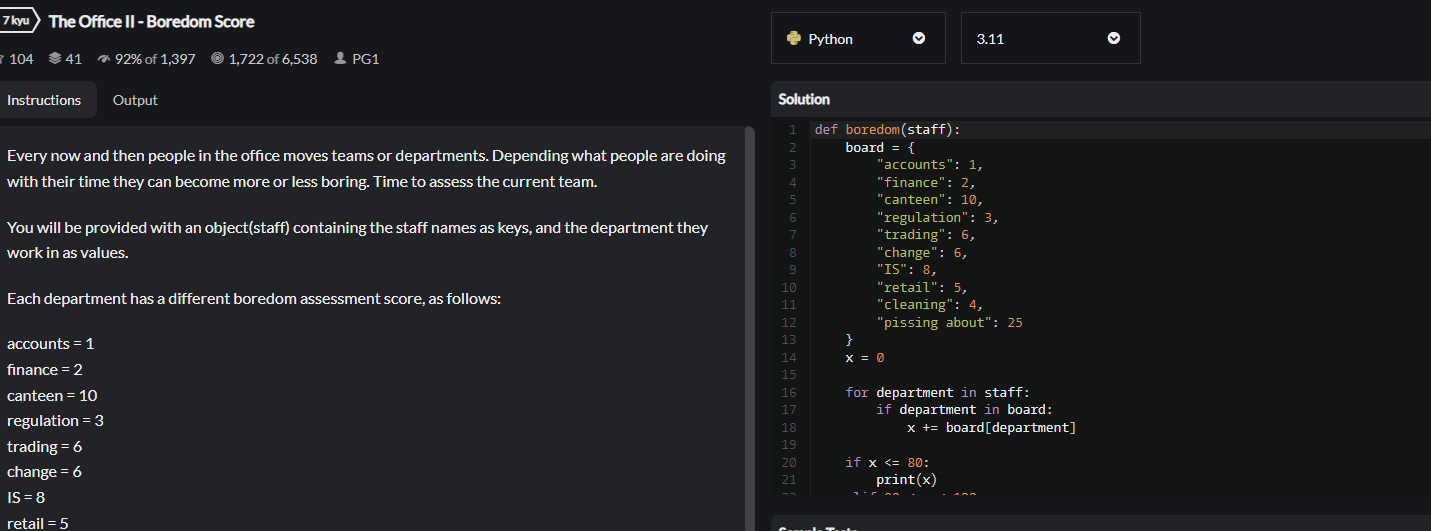 7 kyu The Office II - Boredom Score
104 41 92% of 1,397 1,722 of 6,538 PG1
Instructions Output
Every now and then people in the office moves teams or departments. Depending what people are doing
with their time they can become more or less boring. Time to assess the current team.
You will be provided with an object(staff) containing the staff names as keys, and the department they
work in as values.
Each department has a different boredom assessment score, as follows:
accounts = 1
finance = 2
canteen = 10
regulation = 3
trading = 6
change = 6
IS = 8
retail = 5
Python 3.11
Solution
1 def boredom(staff):
2 board = {
3 "accounts": 1,
4 "finance": 2,
5 "canteen": 10,
6 "regulation": 3,
7 "trading": 6,
8 "change": 6,
9 "IS": 8,
10 "retail": 5,
11 "cleaning": 4,
12 "pissing about": 25
13 }
14 x = 0
15
16 for department in staff:
17 if department in board:
18 x += board[department]
19
20 if x <= 80:
21 print(x)
Sample Tests